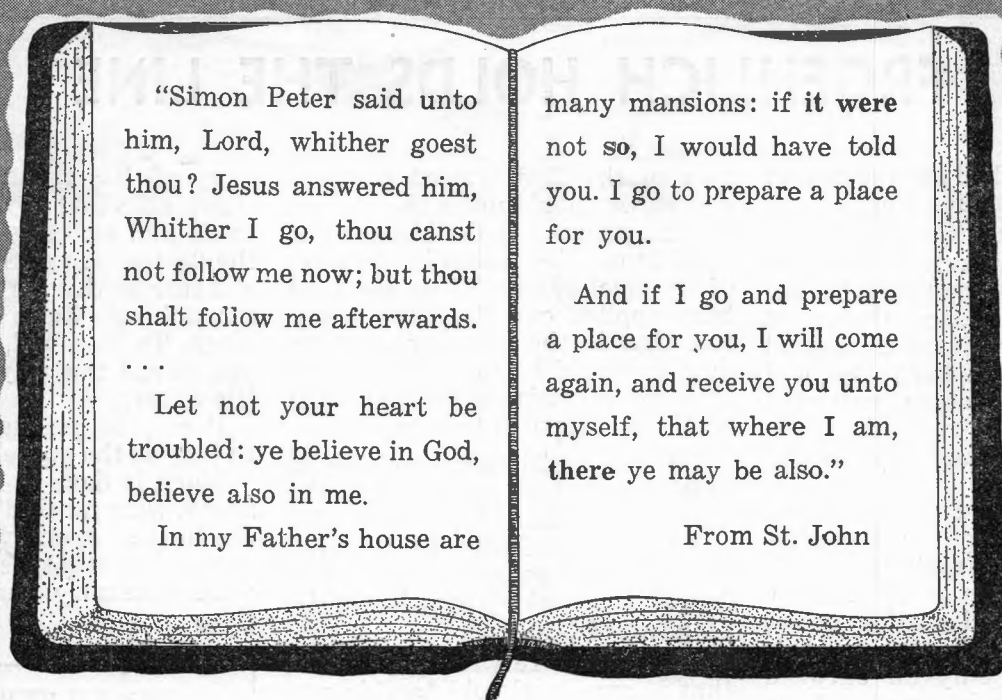 “Simon Peter said unto
him, Lord, whither goest
thou? Jesus answered him,
Whither I go, thou canst
not follow me now; but thou
shalt follow me afterwards.
. . .
Let not your heart be
troubled: ye believe in God,
believe also in me.
In my Father’s house are
many mansions: if it were
not so, I would have told
you. I go to prepare a place
for you.
And if I go and prepare
a place for you, I will come
again, and receive you unto
myself, that where I am,
there ye may be also.”
From St. John